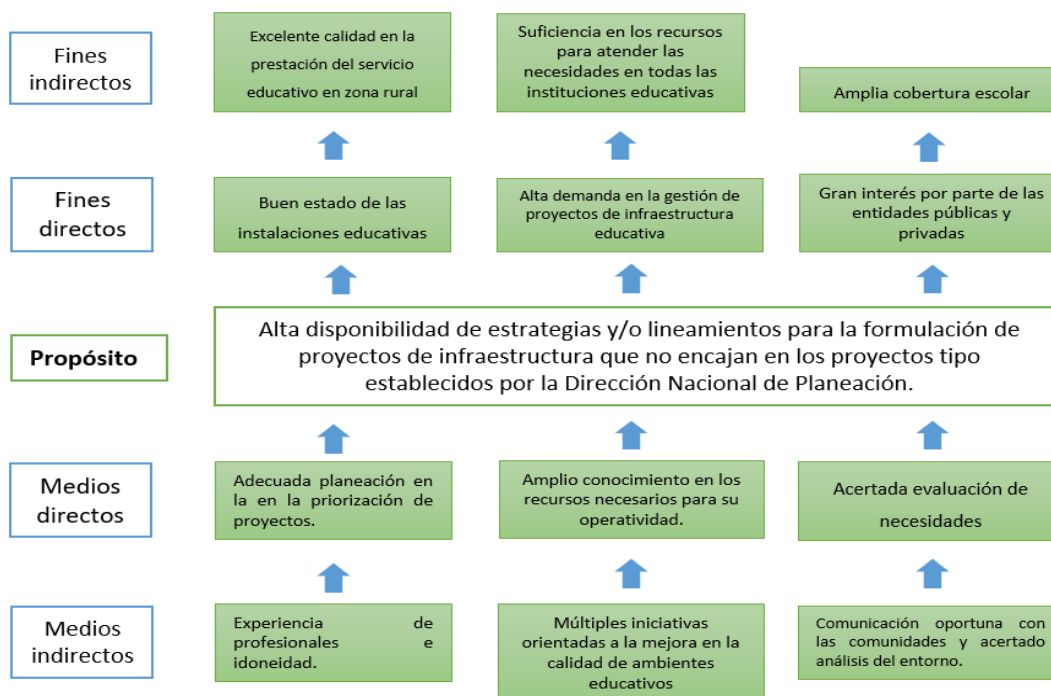 Fines
indirectos
Excelente calidad en la
prestación del servicio
educativo en zona rural
Suficiencia en los recursos
para atender las
necesidades en todas las
instituciones educativas
Amplia cobertura escolar
Fines
directos
Buen estado de las
instalaciones educativas
Alta demanda en la gestión de
proyectos de infraestructura
educativa
Gran interés por parte de las
entidades públicas y
privadas
Propósito
Alta disponibilidad de estrategias y/o lineamientos para la formulación de
proyectos de infraestructura que no encajan en los proyectos tipo
establecidos por la Dirección Nacional de Planeación.
Medios
directos
Adecuada planeación en
la en la priorización de
proyectos.
Amplio conocimiento en los
recursos necesarios para su
operatividad.
Acertada evaluación de
necesidades
Medios
indirectos
Experiencia de
profesionales e
idoneidad.
Múltiples iniciativas
orientadas a la mejora en la
calidad de ambientes
educativos
Comunicación oportuna con
las comunidades y acertado
análisis del entorno.